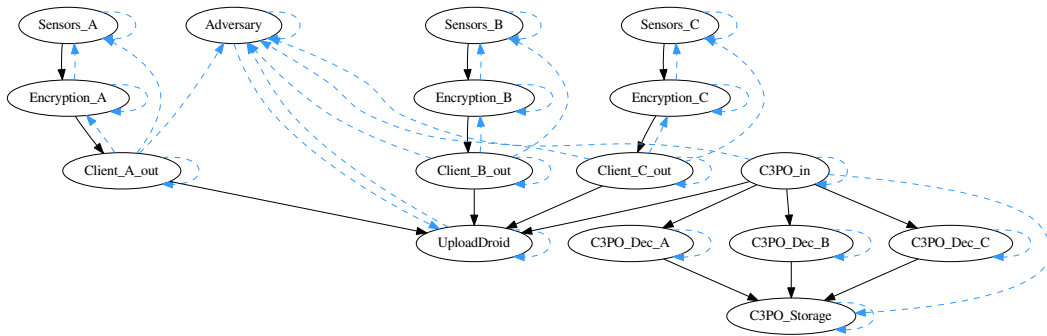 Sensors_A
Adversary
Sensors_B
Sensors_C
Encryption_A
Encryption_B
Encryption_C
Client_A_out
Client_B_out
Client_C_out
C3PO_in
UploadDroid
C3PO_Dec_A
C3PO_Dec_B
C3PO_Dec_C
C3PO_Storage